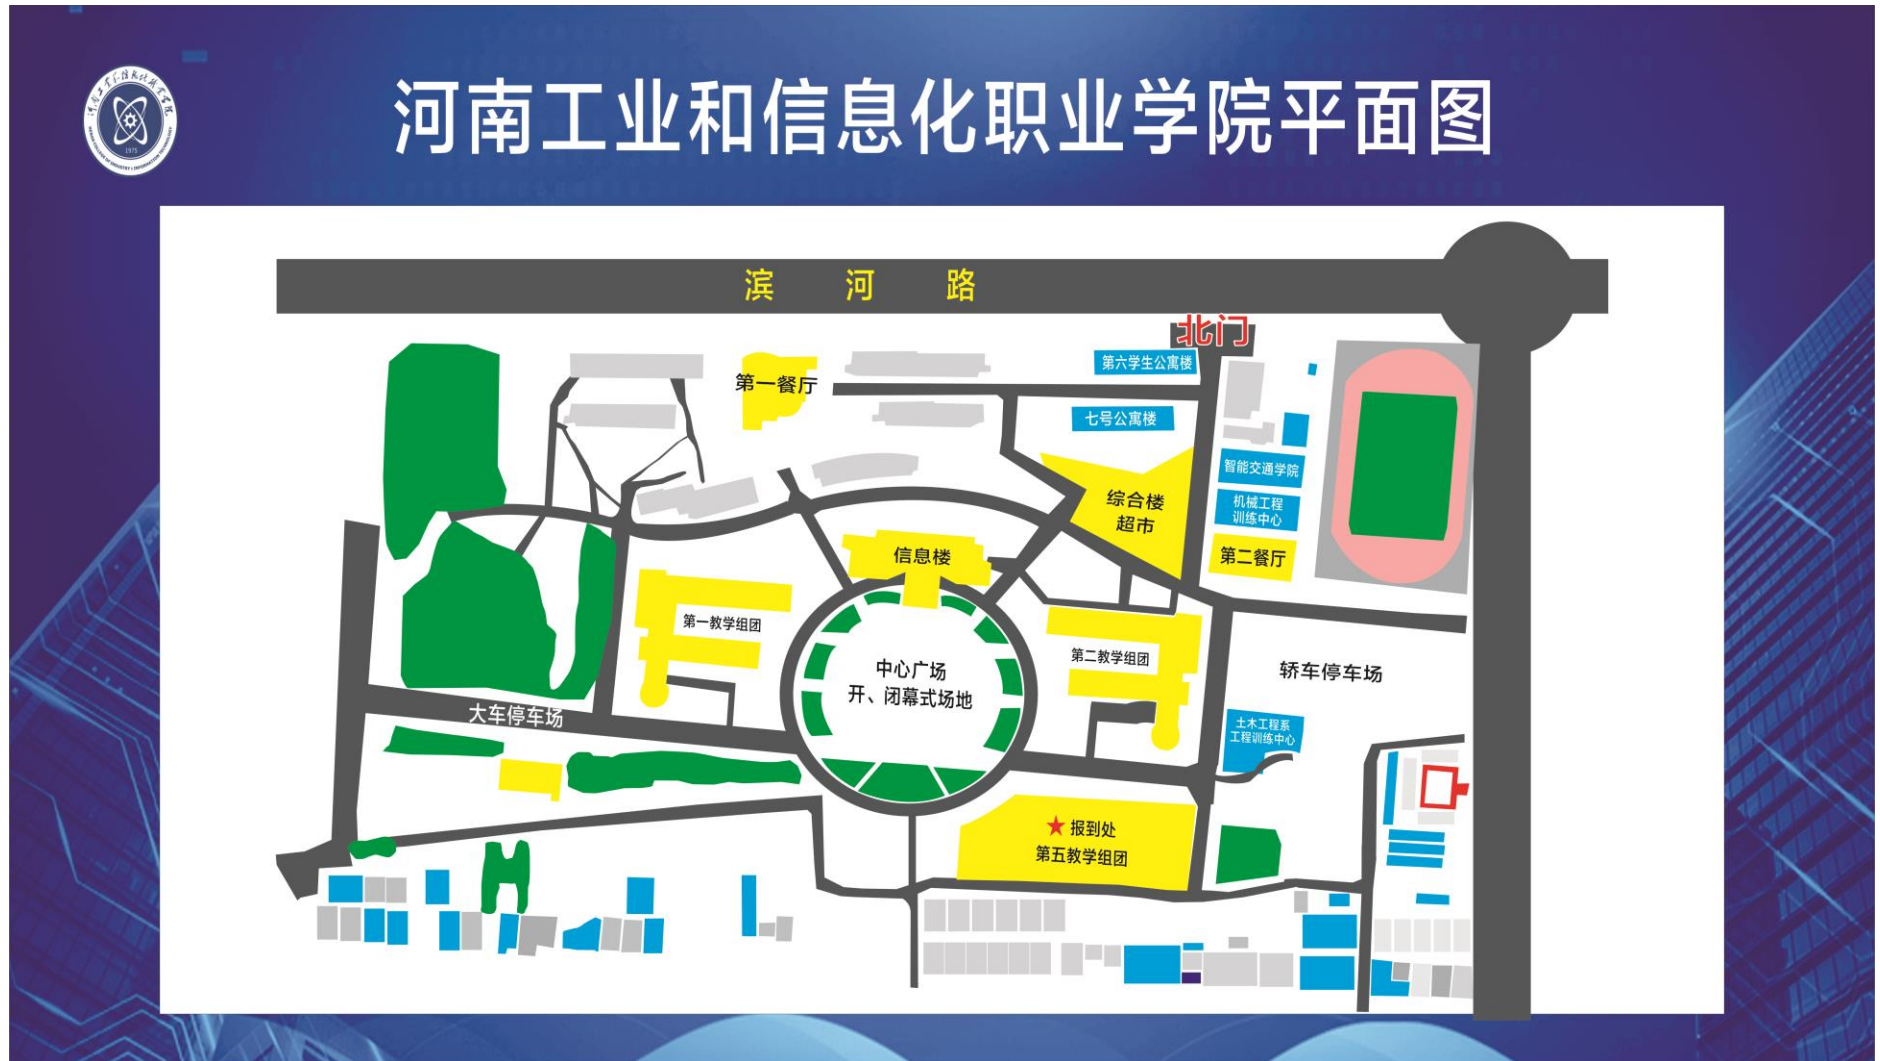 河南工业和信息化职业学院平面图
1975
滨河路
北门
第六学生公寓楼
第一餐厅
七号公寓楼
智能交通学院
综合楼
超市
机械工程
训练中心
信息楼
第二餐厅
第一教学组团
第二教学组团
中心广场
开、闭幕式场地
轿车停车场
大车停车场
土木工程系
工程训练中心
★报到处
第五教学组团